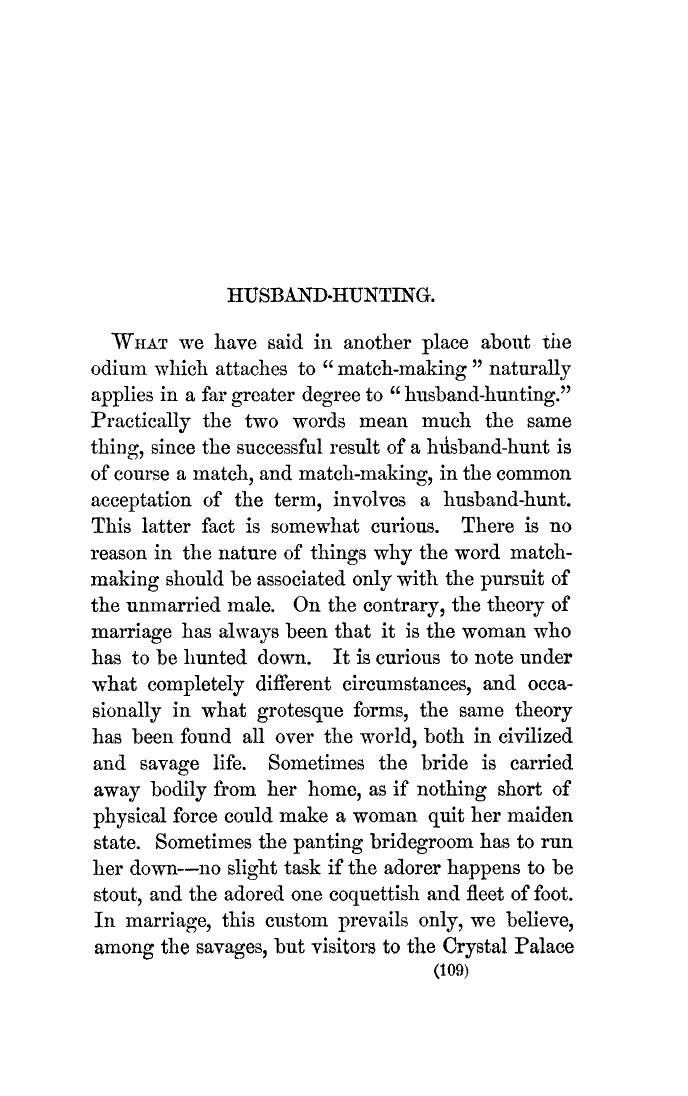 HUSBAND-HUNTING.
WHAT we have said in another place about the
odium which attaches to “ match-making ” naturally
applies in a far greater degree to “ husband-hunting.”
Practically the two words mean much the same
thing, since the successful result of a husband-hunt is
of course a match, and match-making, in the common
acceptation of the term, involves a husband-hunt.
This latter fact is somewhat curious. There is no
reason in the nature of things why the word match-
making should be associated only with the pursuit of
the unmarried male. On the contrary, the theory of
marriage has always been that it is the woman who
has to be hunted down. It is curious to note under
what completely different circumstances, and occa-
sionally in what grotesque forms, the same theory
has been found all over the world, both in civilized
and savage life. Sometimes the bride is carried
away bodily from her home, as if nothing short of
physical force could make a woman quit her maiden
state. Sometimes the panting bridegroom has to run
her down—no slight task if the adorer happens to be
stout, and the adored one coquettish and fleet of foot.
In marriage, this custom prevails only, we believe,
among the savages, but visitors to the Crystal Palace
(109)